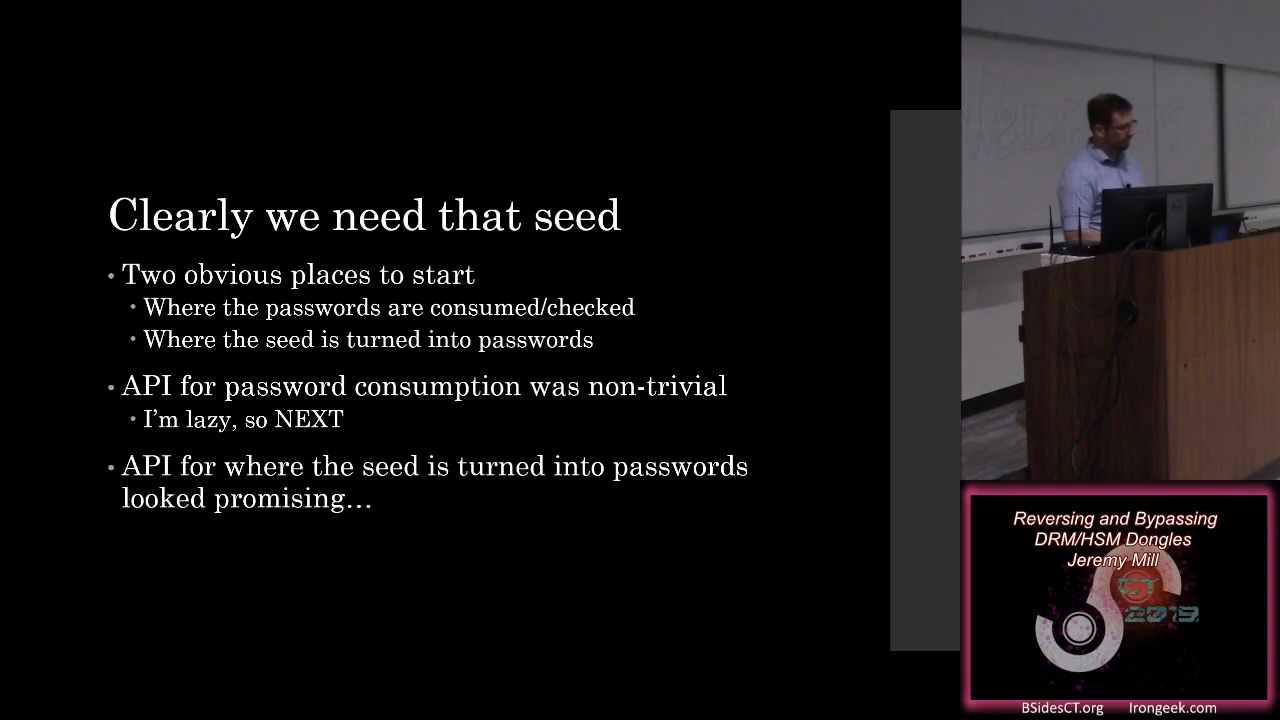 Clearly we need that seed
• Two obvious places to start
• Where the passwords are consumed/checked
• Where the seed is turned into passwords
• API for password consumption was non-trivial
• I'm lazy, so NEXT
• API for where the seed is turned into passwords
looked promising…
Reversing and Bypassing
DRM/HSM Dongles
Jeremy Mill
CT
2019
BSidesCT.org Irongeek.com